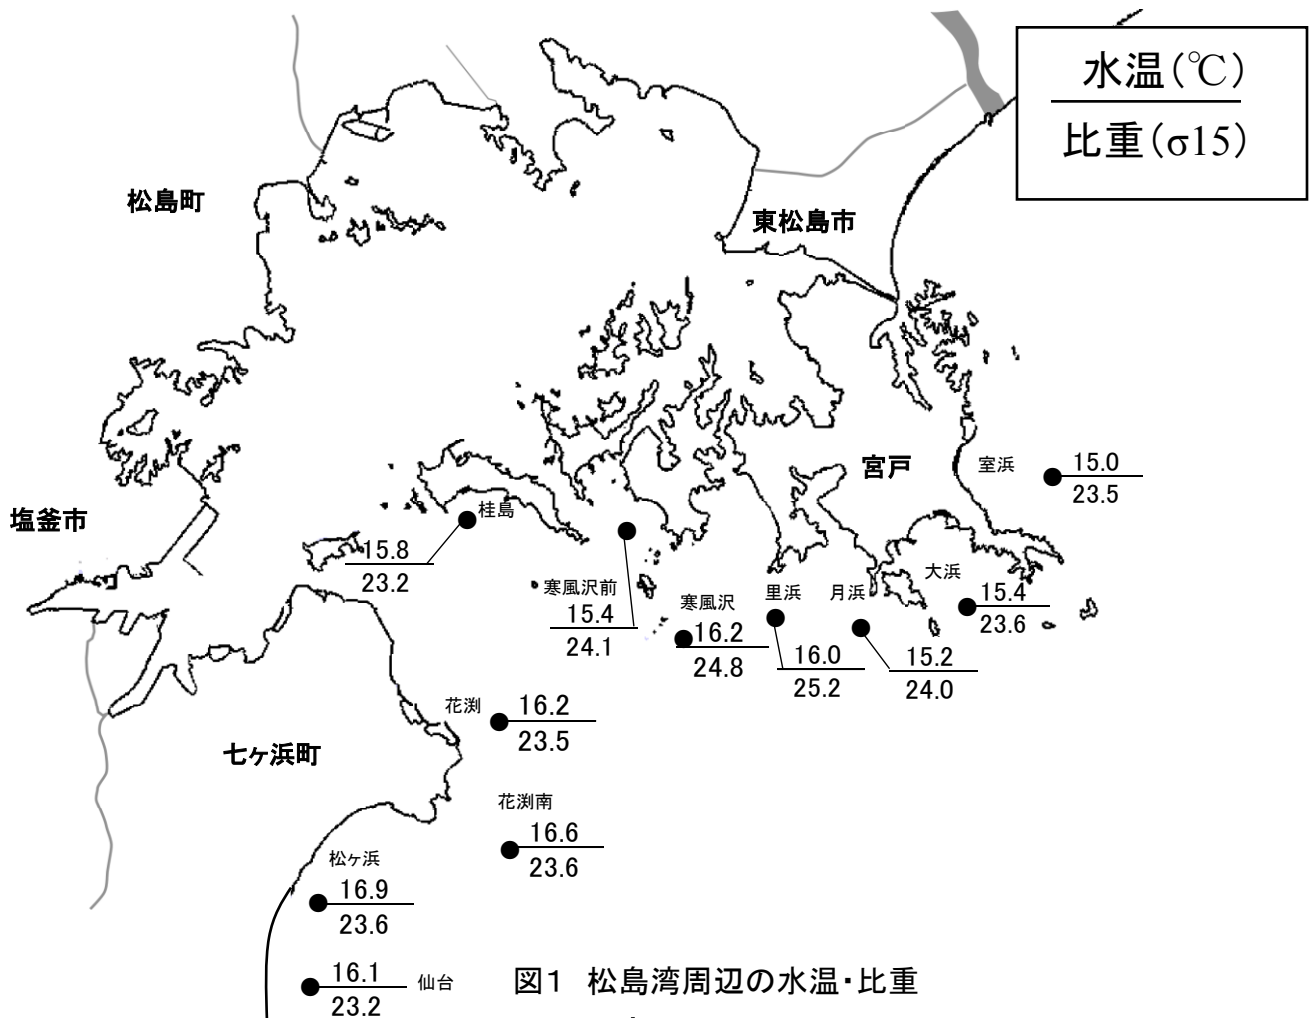 水温(℃)
比重(σ15)
松島町
東松島市
宮戸
室浜
15.0
23.5
塩釜市
桂島
15.8
23.2
寒風沢前
15.4
24.1
寒風沢
16.2
24.8
里浜
16.0
25.2
月浜
15.2
24.0
大浜
15.4
23.6
花渕
16.2
23.5
七ヶ浜町
花渕南
16.6
23.6
松ヶ浜
16.9
23.6
16.1
23.2
仙台
図1 松島湾周辺の水温・比重